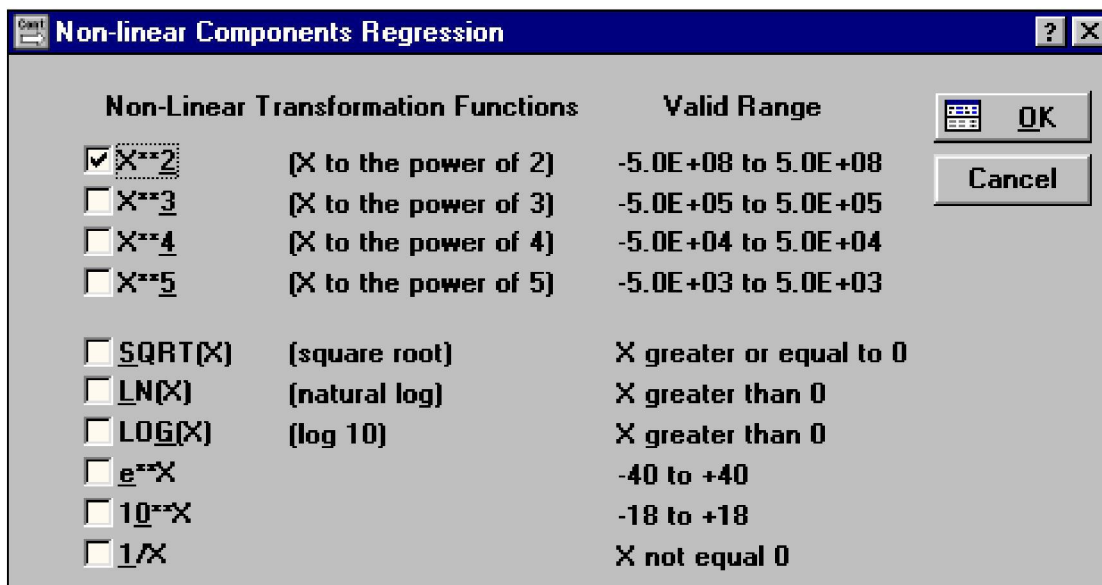 Cont
Non-linear Components Regression
? X
Non-Linear Transformation Functions Valid Range
OK
Cancel
X**2 (X to the power of 2) -5.0E+08 to 5.0E+08
X**3 (X to the power of 3) -5.0E+05 to 5.0E+05
X**4 (X to the power of 4) -5.0E+04 to 5.0E+04
X**5 (X to the power of 5) -5.0E+03 to 5.0E+03
SQRT(X) (square root) X greater or equal to 0
LN(X) (natural log) X greater than 0
LOG(X) (log 10) X greater than 0
e**X -40 to +40
10**X -18 to +18
1/X X not equal 0